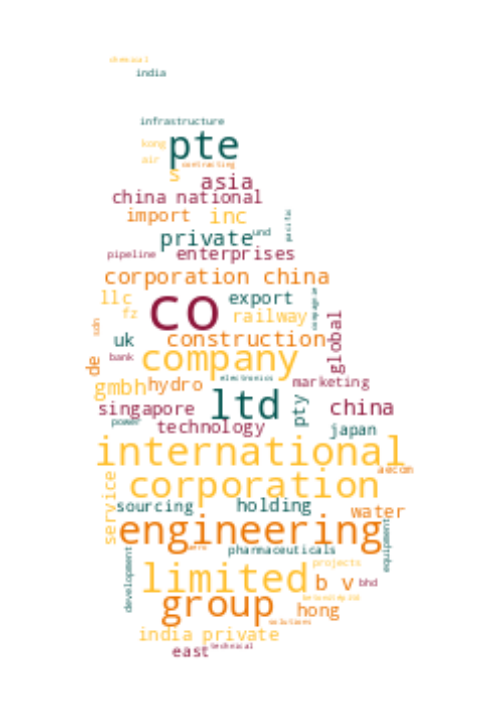 chemical
india
infrastructure
kong
pte
air
contracting
s
asia
china national
import inc
pacific
private
und
pipeline enterprises
corporation china
llc
co
export
fz
railway
sdn
uk
construction
global
bank
company
de
electronics
gmbh
hydro
marketing
singapore
ltd
pty
china
power
technology
japan
international
aecom
corporation
service
sourcing
holding
water
engineering
equipment
pharmaceuticals
development
projects
limited
b v
bhd
group
hong
solutions
india private
east
technical